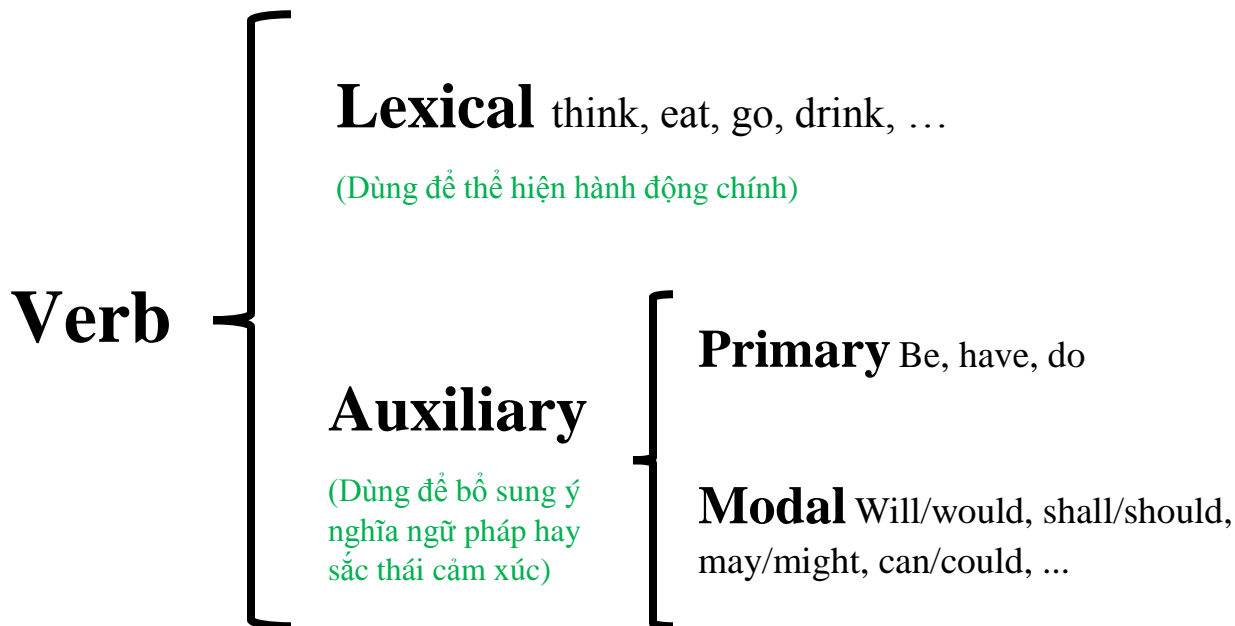 Verb
Lexical think, eat, go, drink, …
(Dùng để thể hiện hành động chính)
Auxiliary
(Dùng để bổ sung ý
nghĩa ngữ pháp hay
sắc thái cảm xúc)
Primary Be, have, do
Modal Will/would, shall/should,
may/might, can/could, ...